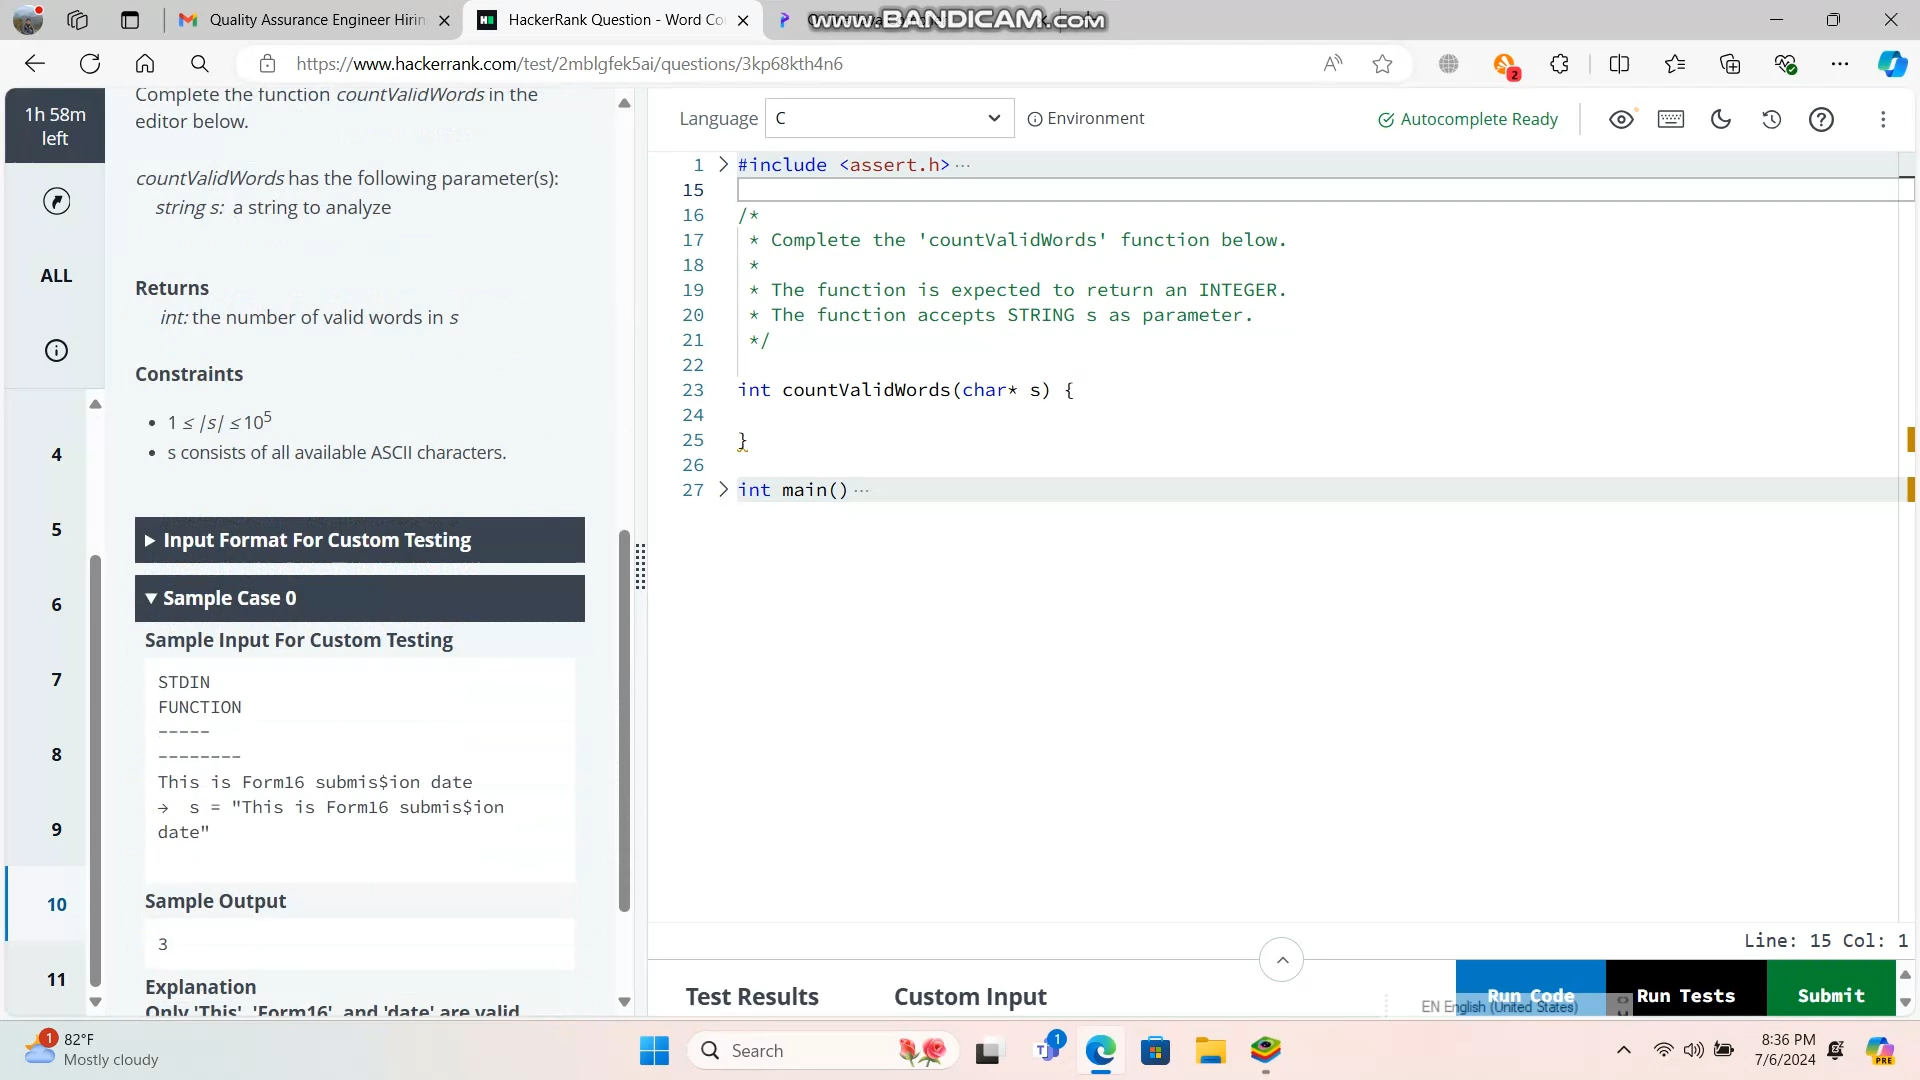 Quality Assurance Engineer Hirin
HackerRank Question - Word Co
www.BANDICAM.com
https://www.hackerrank.com/test/2mblgfek5ai/questions/3kp68kth4n6
2
1h 58m
left
ALL
4
5
6
7
8
9
10
11
Complete the function countValidWords in the
editor below.
countValidWords has the following parameter(s):
string s: a string to analyze
Returns
int: the number of valid words in s
Constraints
• 1 ≤ |s| ≤ 10⁵
• s consists of all available ASCII characters.
Input Format For Custom Testing
Sample Case 0
Sample Input For Custom Testing
STDIN
FUNCTION
-----
--------
This is Form16 submis$ion date
→ s = "This is Form16 submis$ion
date"
Sample Output
3
Explanation
Only 'This', 'Form16', and 'date' are valid
Language C
Environment
Autocomplete Ready
1 #include <assert.h> ···
15
16 /*
17 * Complete the 'countValidWords' function below.
18 *
19 * The function is expected to return an INTEGER.
20 * The function accepts STRING s as parameter.
21 */
22
23 int countValidWords(char* s) {
24
25 }
26
27 int main() ···
Line: 15 Col: 1
Test Results
Custom Input
Run Code
Run Tests
Submit
EN English (United States)
1
82°F
Mostly cloudy
Search
1
8:36 PM
7/6/2024
PRE